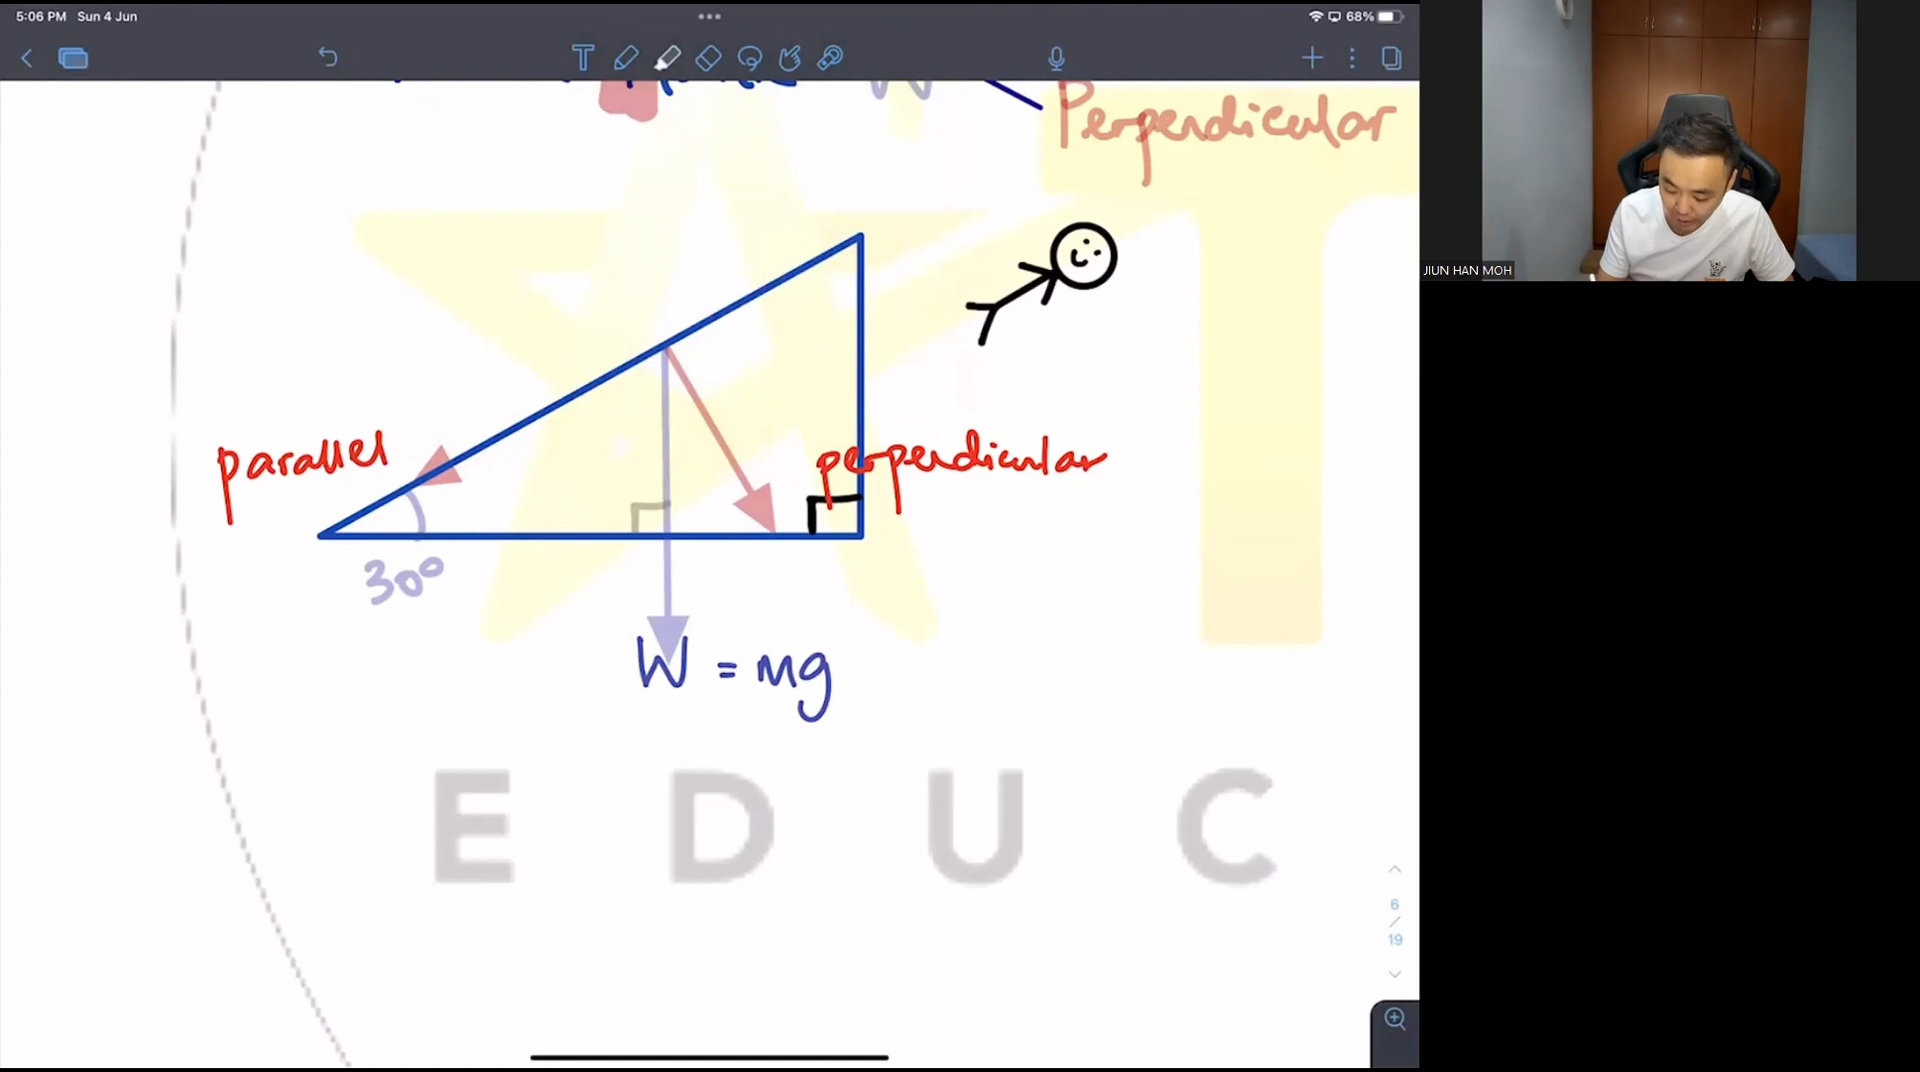 5:06 PM Sun 4 Jun
68%
Perpendicular
parallel
perpendicular
30°
W = mg
E D U C
6
/
19
JIUN HAN MOH